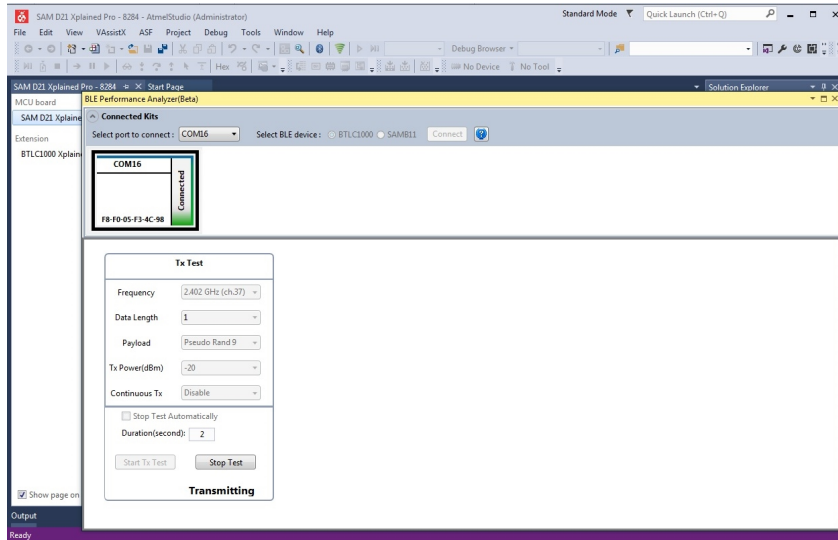 SAM D21 Xplained Pro - 8284 - AtmelStudio (Administrator)
Standard Mode
Quick Launch (Ctrl+Q)
File Edit View VAssistX ASF Project Debug Tools Window Help
Debug Browser
Hex
No Device No Tool
SAM D21 Xplained Pro - 8284 Start Page
Solution Explorer
MCU board
BLE Performance Analyzer(Beta)
SAM D21 Xplaine
Connected Kits
Extension
Select port to connect : COM16 Select BLE device : BTLC1000 SAMB11 Connect ?
BTLC1000 Xplain
COM16
Connected
F8-F0-05-F3-4C-98
Tx Test
Frequency 2.402 GHz (ch.37)
Data Length 1
Payload Pseudo Rand 9
Tx Power(dBm) -20
Continuous Tx Disable
Stop Test Automatically
Duration(second): 2
Start Tx Test Stop Test
Transmitting
Show page on
Output
Ready